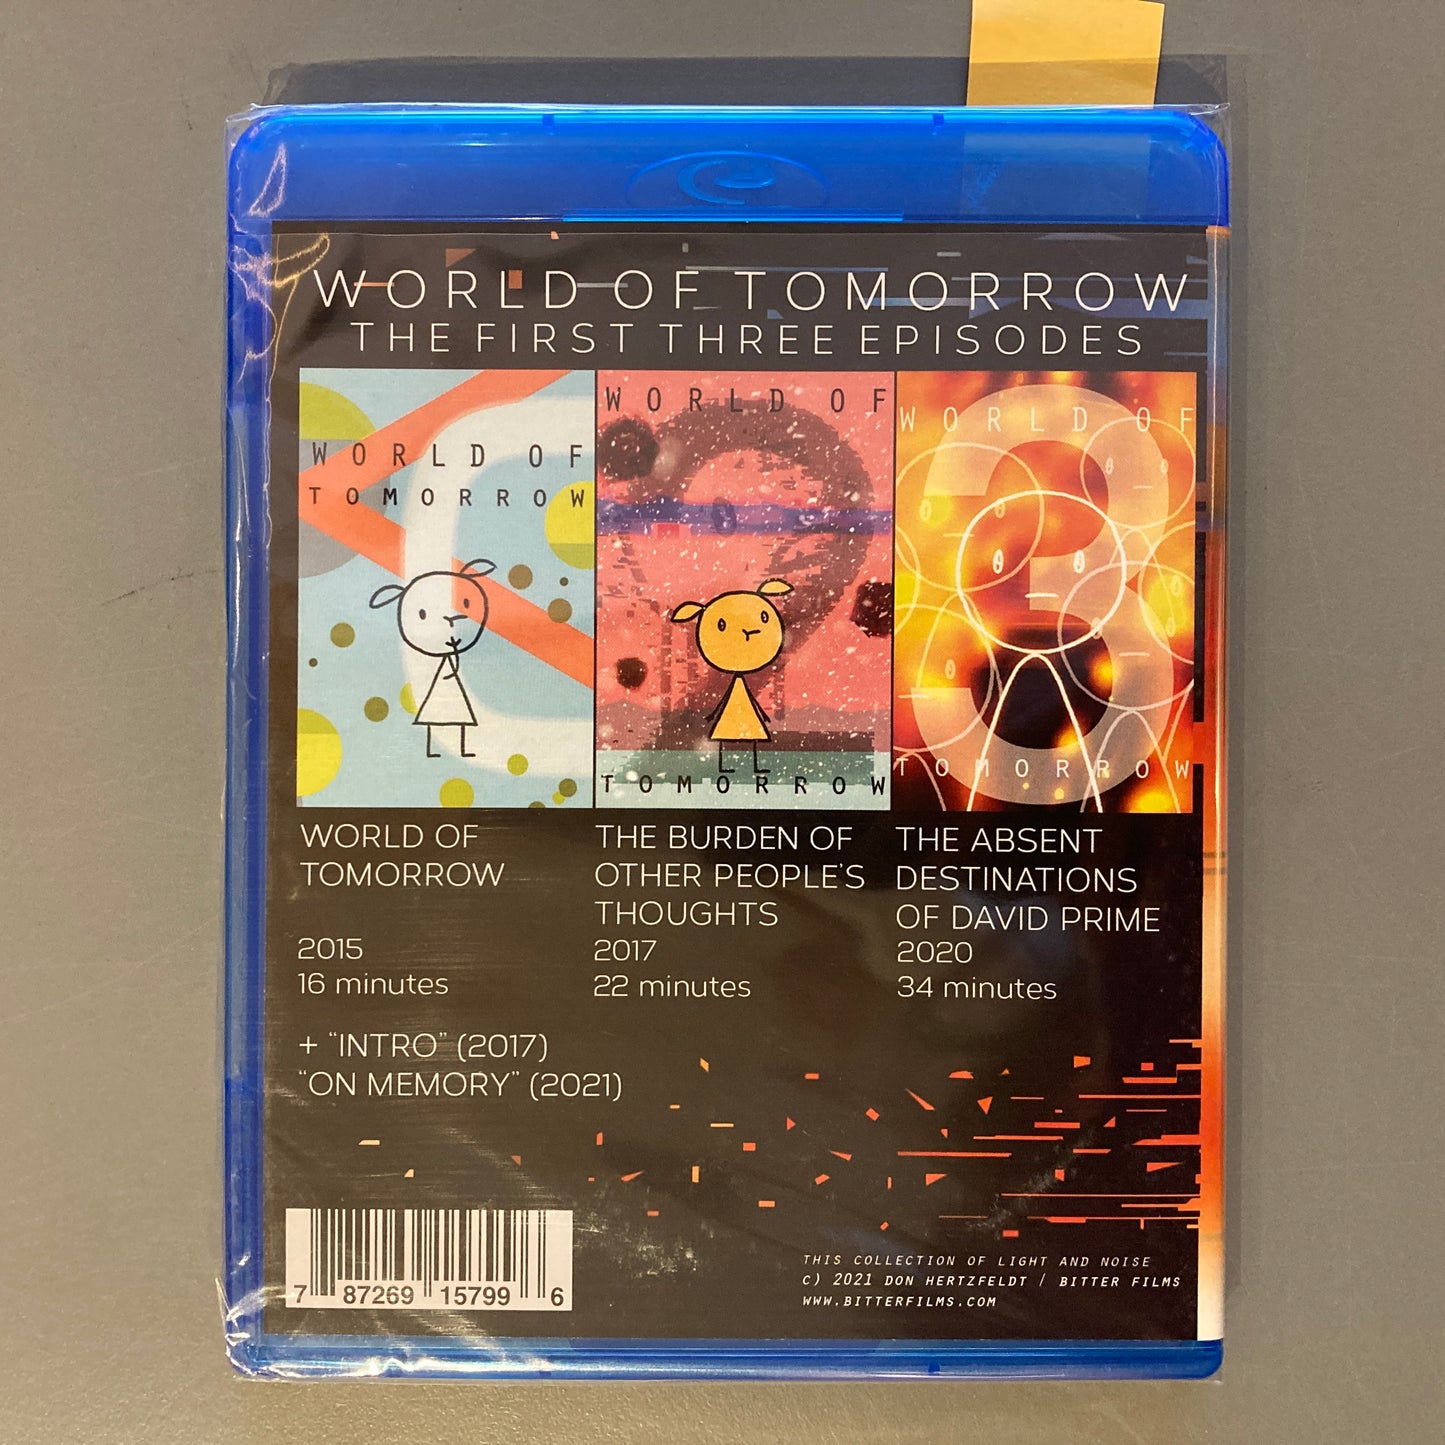 WORLD OF TOMORROW
THE FIRST THREE EPISODES
WORLD OF
TOMORROW
WORLD OF
TOMORROW
WORLD OF
TOMORROW
WORLD OF
TOMORROW
2015
16 minutes
THE BURDEN OF
OTHER PEOPLE'S
THOUGHTS
2017
22 minutes
THE ABSENT
DESTINATIONS
OF DAVID PRIME
2020
34 minutes
+ “INTRO” (2017)
“ON MEMORY” (2021)
7 87269 15799 6
THIS COLLECTION OF LIGHT AND NOISE
C) 2021 DON HERTZFELDT / BITTER FILMS
WWW.BITTERFILMS.COM